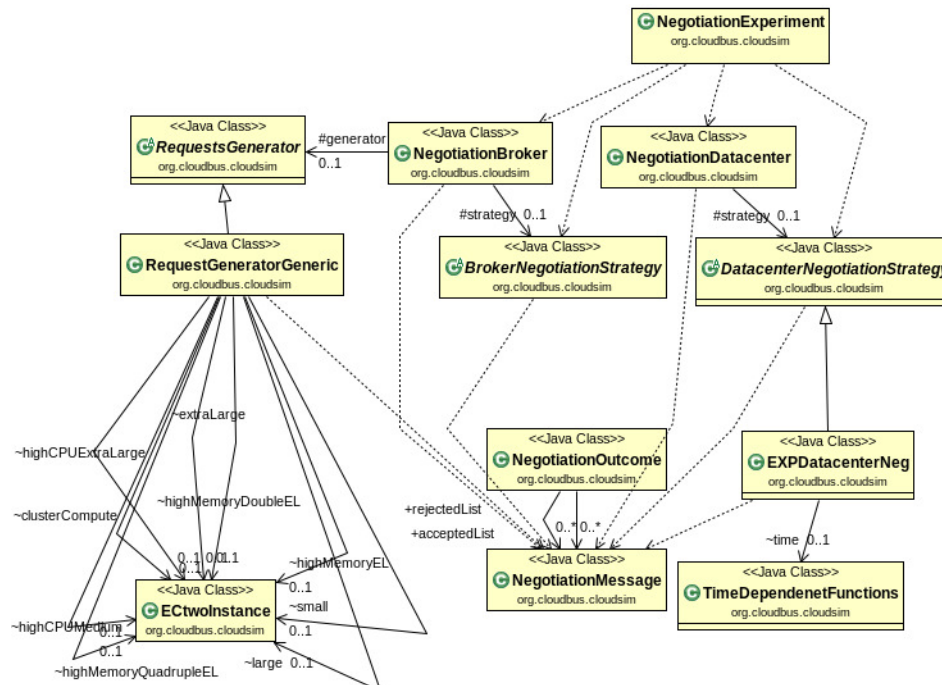 NegotiationExperiment
org.cloudbus.cloudsim
<<Java Class>>
RequestsGenerator
org.cloudbus.cloudsim
#generator
0..1
<<Java Class>>
NegotiationBroker
org.cloudbus.cloudsim
<<Java Class>>
NegotiationDatacenter
org.cloudbus.cloudsim
#strategy 0..1
#strategy 0..1
<<Java Class>>
RequestGeneratorGeneric
org.cloudbus.cloudsim
<<Java Class>>
BrokerNegotiationStrategy
org.cloudbus.cloudsim
<<Java Class>>
DatacenterNegotiationStrategy
org.cloudbus.cloudsim
~extraLarge
~highCPUExtraLarge
<<Java Class>>
NegotiationOutcome
org.cloudbus.cloudsim
<<Java Class>>
EXPDatacenterNeg
org.cloudbus.cloudsim
~highMemoryDoubleEL
~clusterCompute
+rejectedList
+acceptedList
0..* 0..*
~time 0..1
~highMemoryEL
0..1
<<Java Class>>
ECtwoInstance
org.cloudbus.cloudsim
<<Java Class>>
NegotiationMessage
org.cloudbus.cloudsim
<<Java Class>>
TimeDependenetFunctions
org.cloudbus.cloudsim
~small
0..1
~highCPUMedium
0..1
0..1
~highMemoryQuadrupleEL
~large 0..1